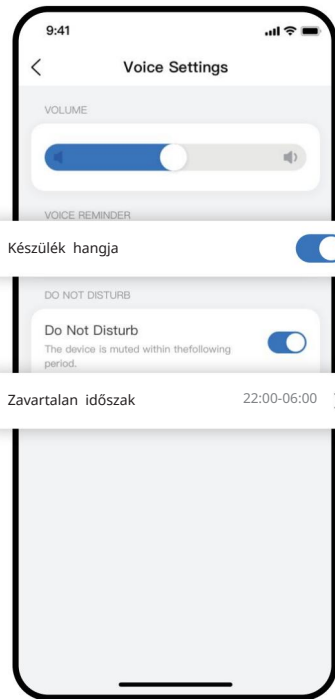 9:41
Voice Settings
VOLUME
VOICE REMINDER
Készülék hangja
DO NOT DISTURB
Do Not Disturb
The device is muted within thefollowing
period.
Zavartalan időszak 22:00-06:00